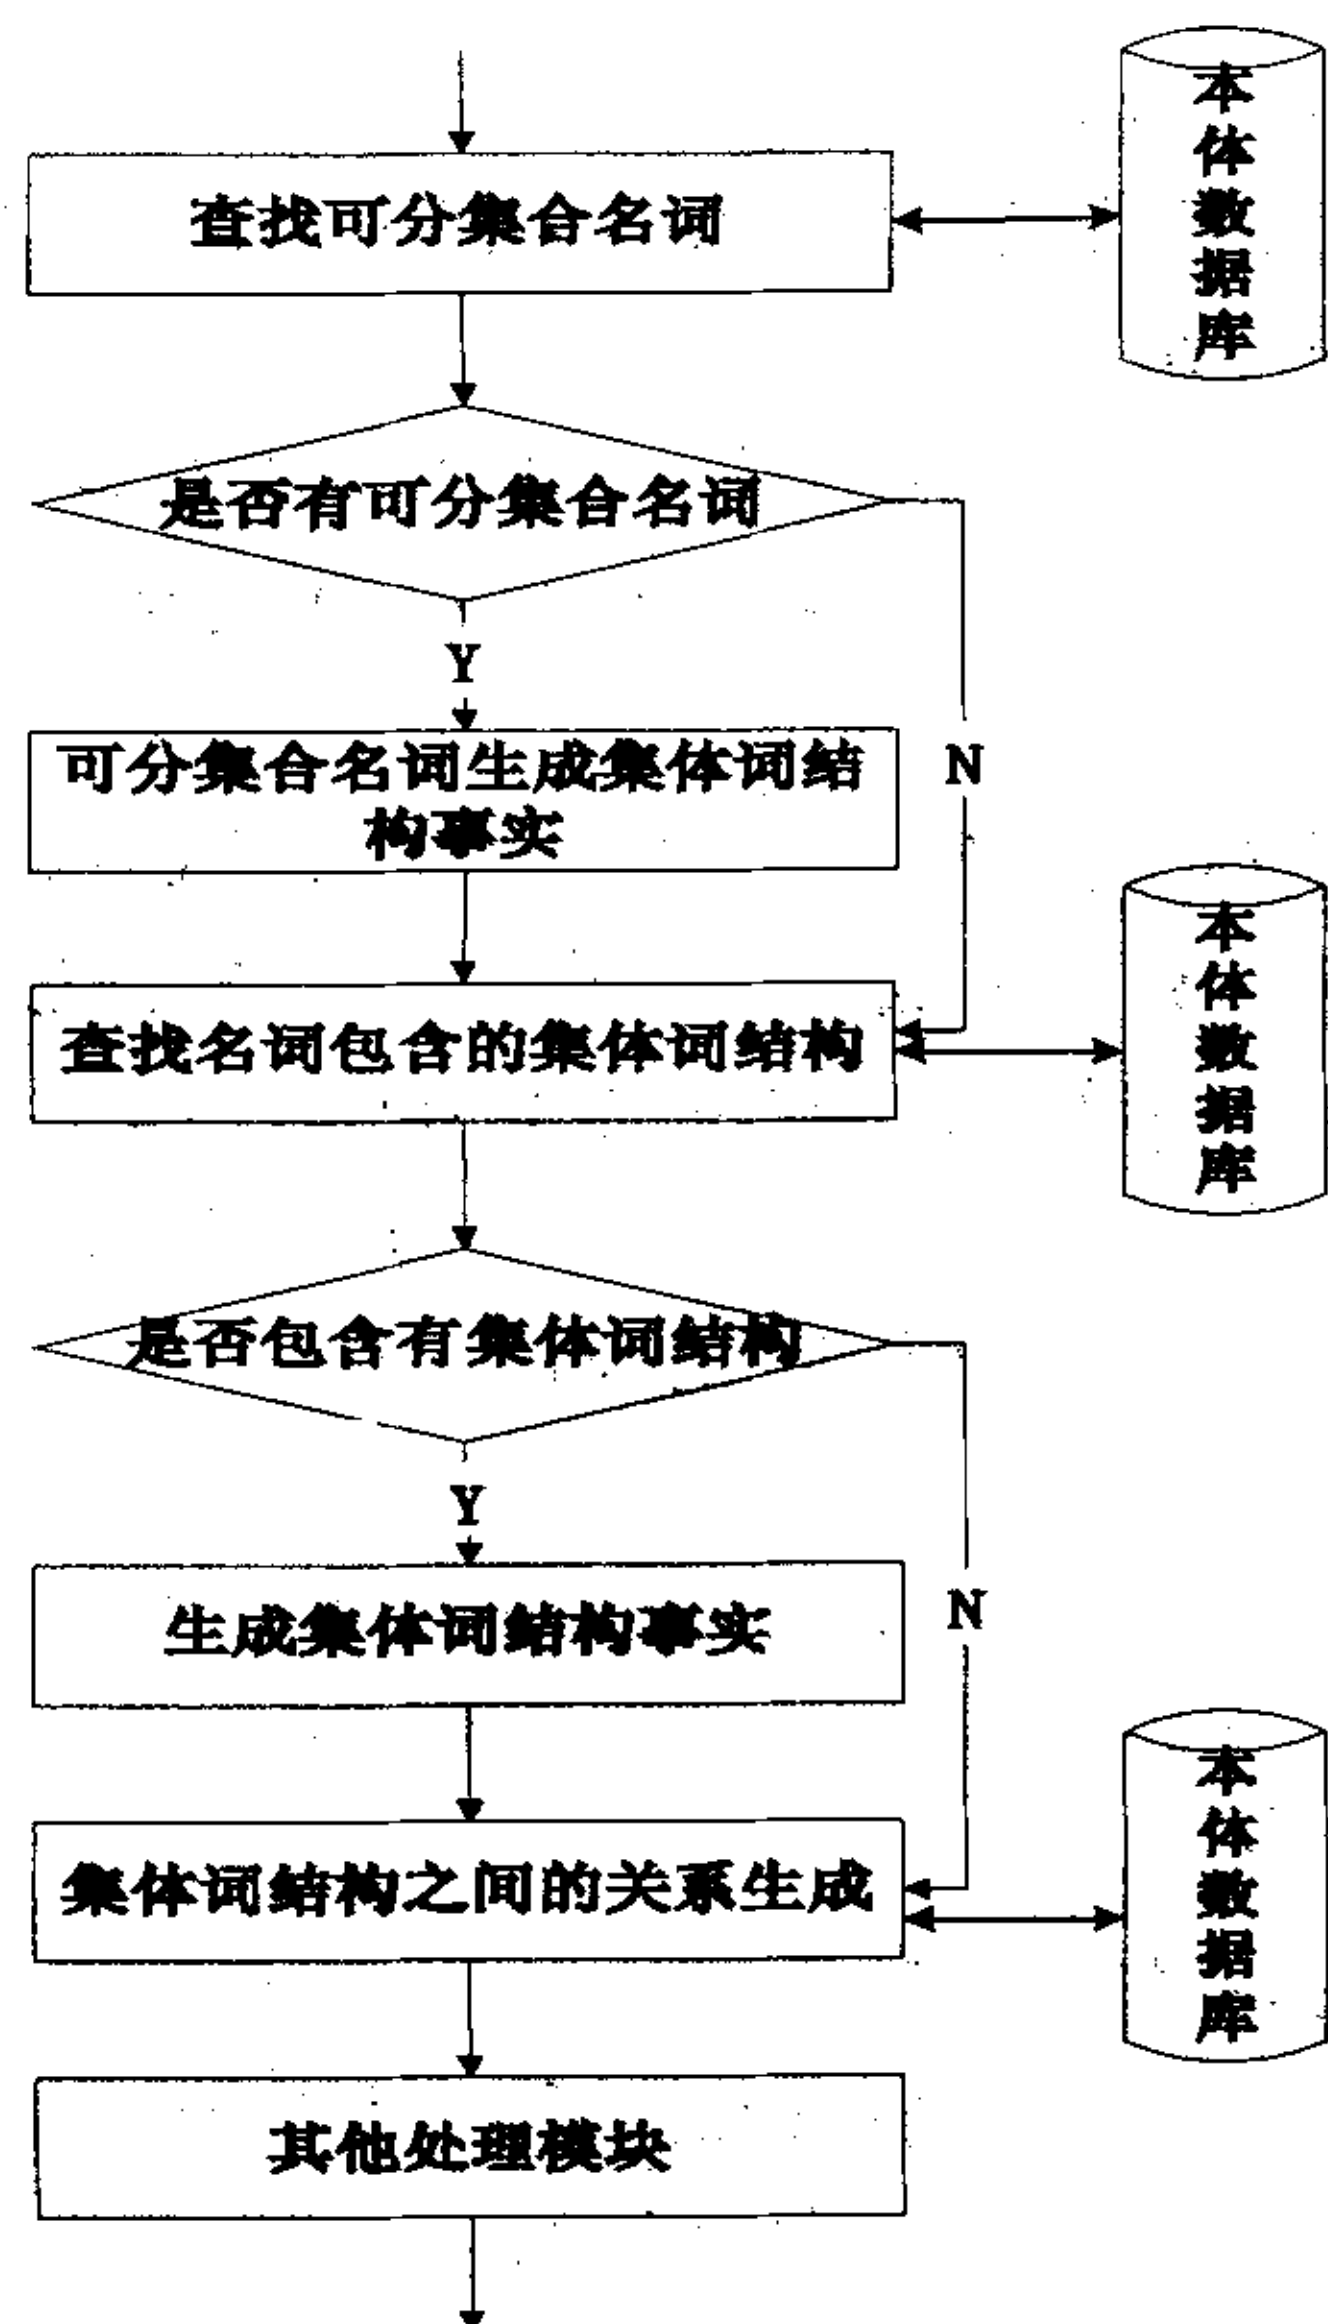 查找可分集合名词
本
体
数
据
库
是否有可分集合名词
Y
可分集合名词生成集体词结
构事实
N
查找名词包含的集体词结构
本
体
数
据
库
是否包含有集体词结构
Y
生成集体词结构事实
N
集体词结构之间的关系生成
本
体
数
据
库
其他处理模块